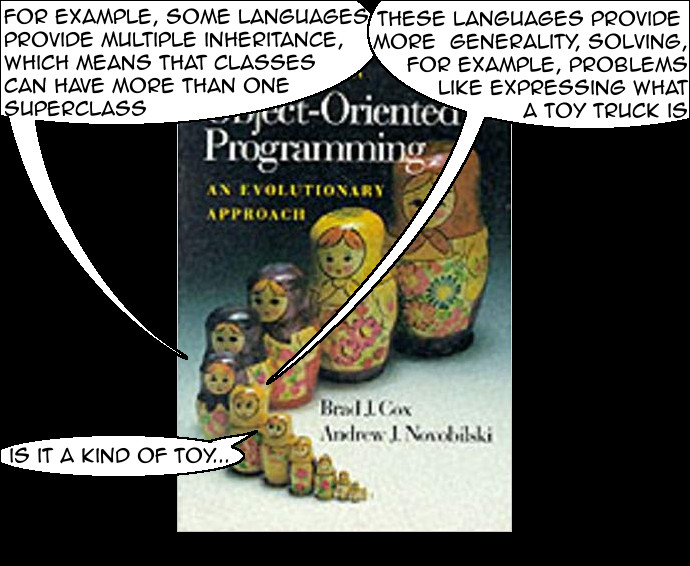 FOR EXAMPLE, SOME LANGUAGES
PROVIDE MULTIPLE INHERITANCE,
WHICH MEANS THAT CLASSES
CAN HAVE MORE THAN ONE
SUPERCLASS
THESE LANGUAGES PROVIDE
MORE GENERALITY, SOLVING,
FOR EXAMPLE, PROBLEMS
LIKE EXPRESSING WHAT
A TOY TRUCK IS
Object-Oriented
Programming
AN EVOLUTIONARY
APPROACH
Brad J. Cox
Andrew J. Novobilski
IS IT A KIND OF TOY...